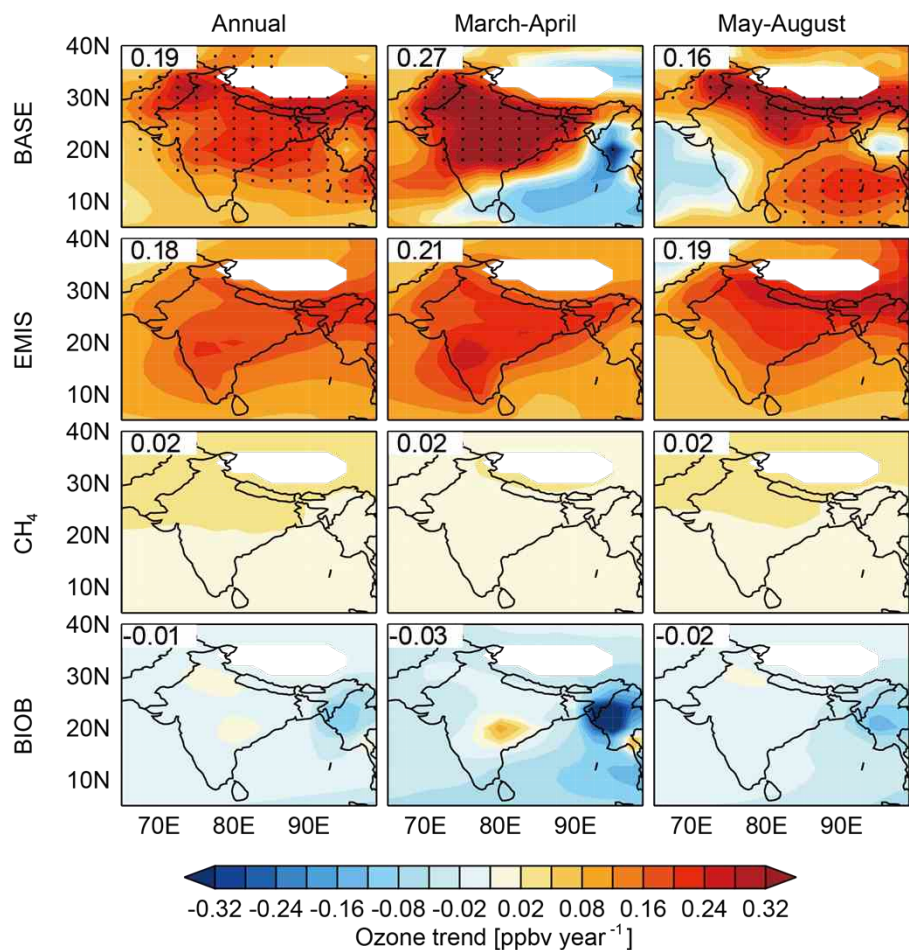 Annual March-April May-August
BASE
40N 0.19 0.27 0.16
30N
20N
10N
EMIS
40N 0.18 0.21 0.19
30N
20N
10N
CH4
40N 0.02 0.02 0.02
30N
20N
10N
BIOB
40N -0.01 -0.03 -0.02
30N
20N
10N
70E 80E 90E 70E 80E 90E 70E 80E 90E
-0.32 -0.24 -0.16 -0.08 -0.02 0.02 0.08 0.16 0.24 0.32
Ozone trend [ppbv year-1]